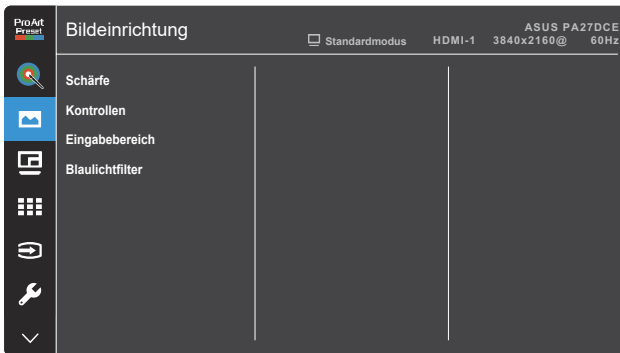 ProArt
Preset
Bildeinrichtung
Standardmodus HDMI-1 ASUS PA27DCE
3840x2160@ 60Hz
Schärfe
Kontrollen
Eingabebereich
Blaulichtfilter